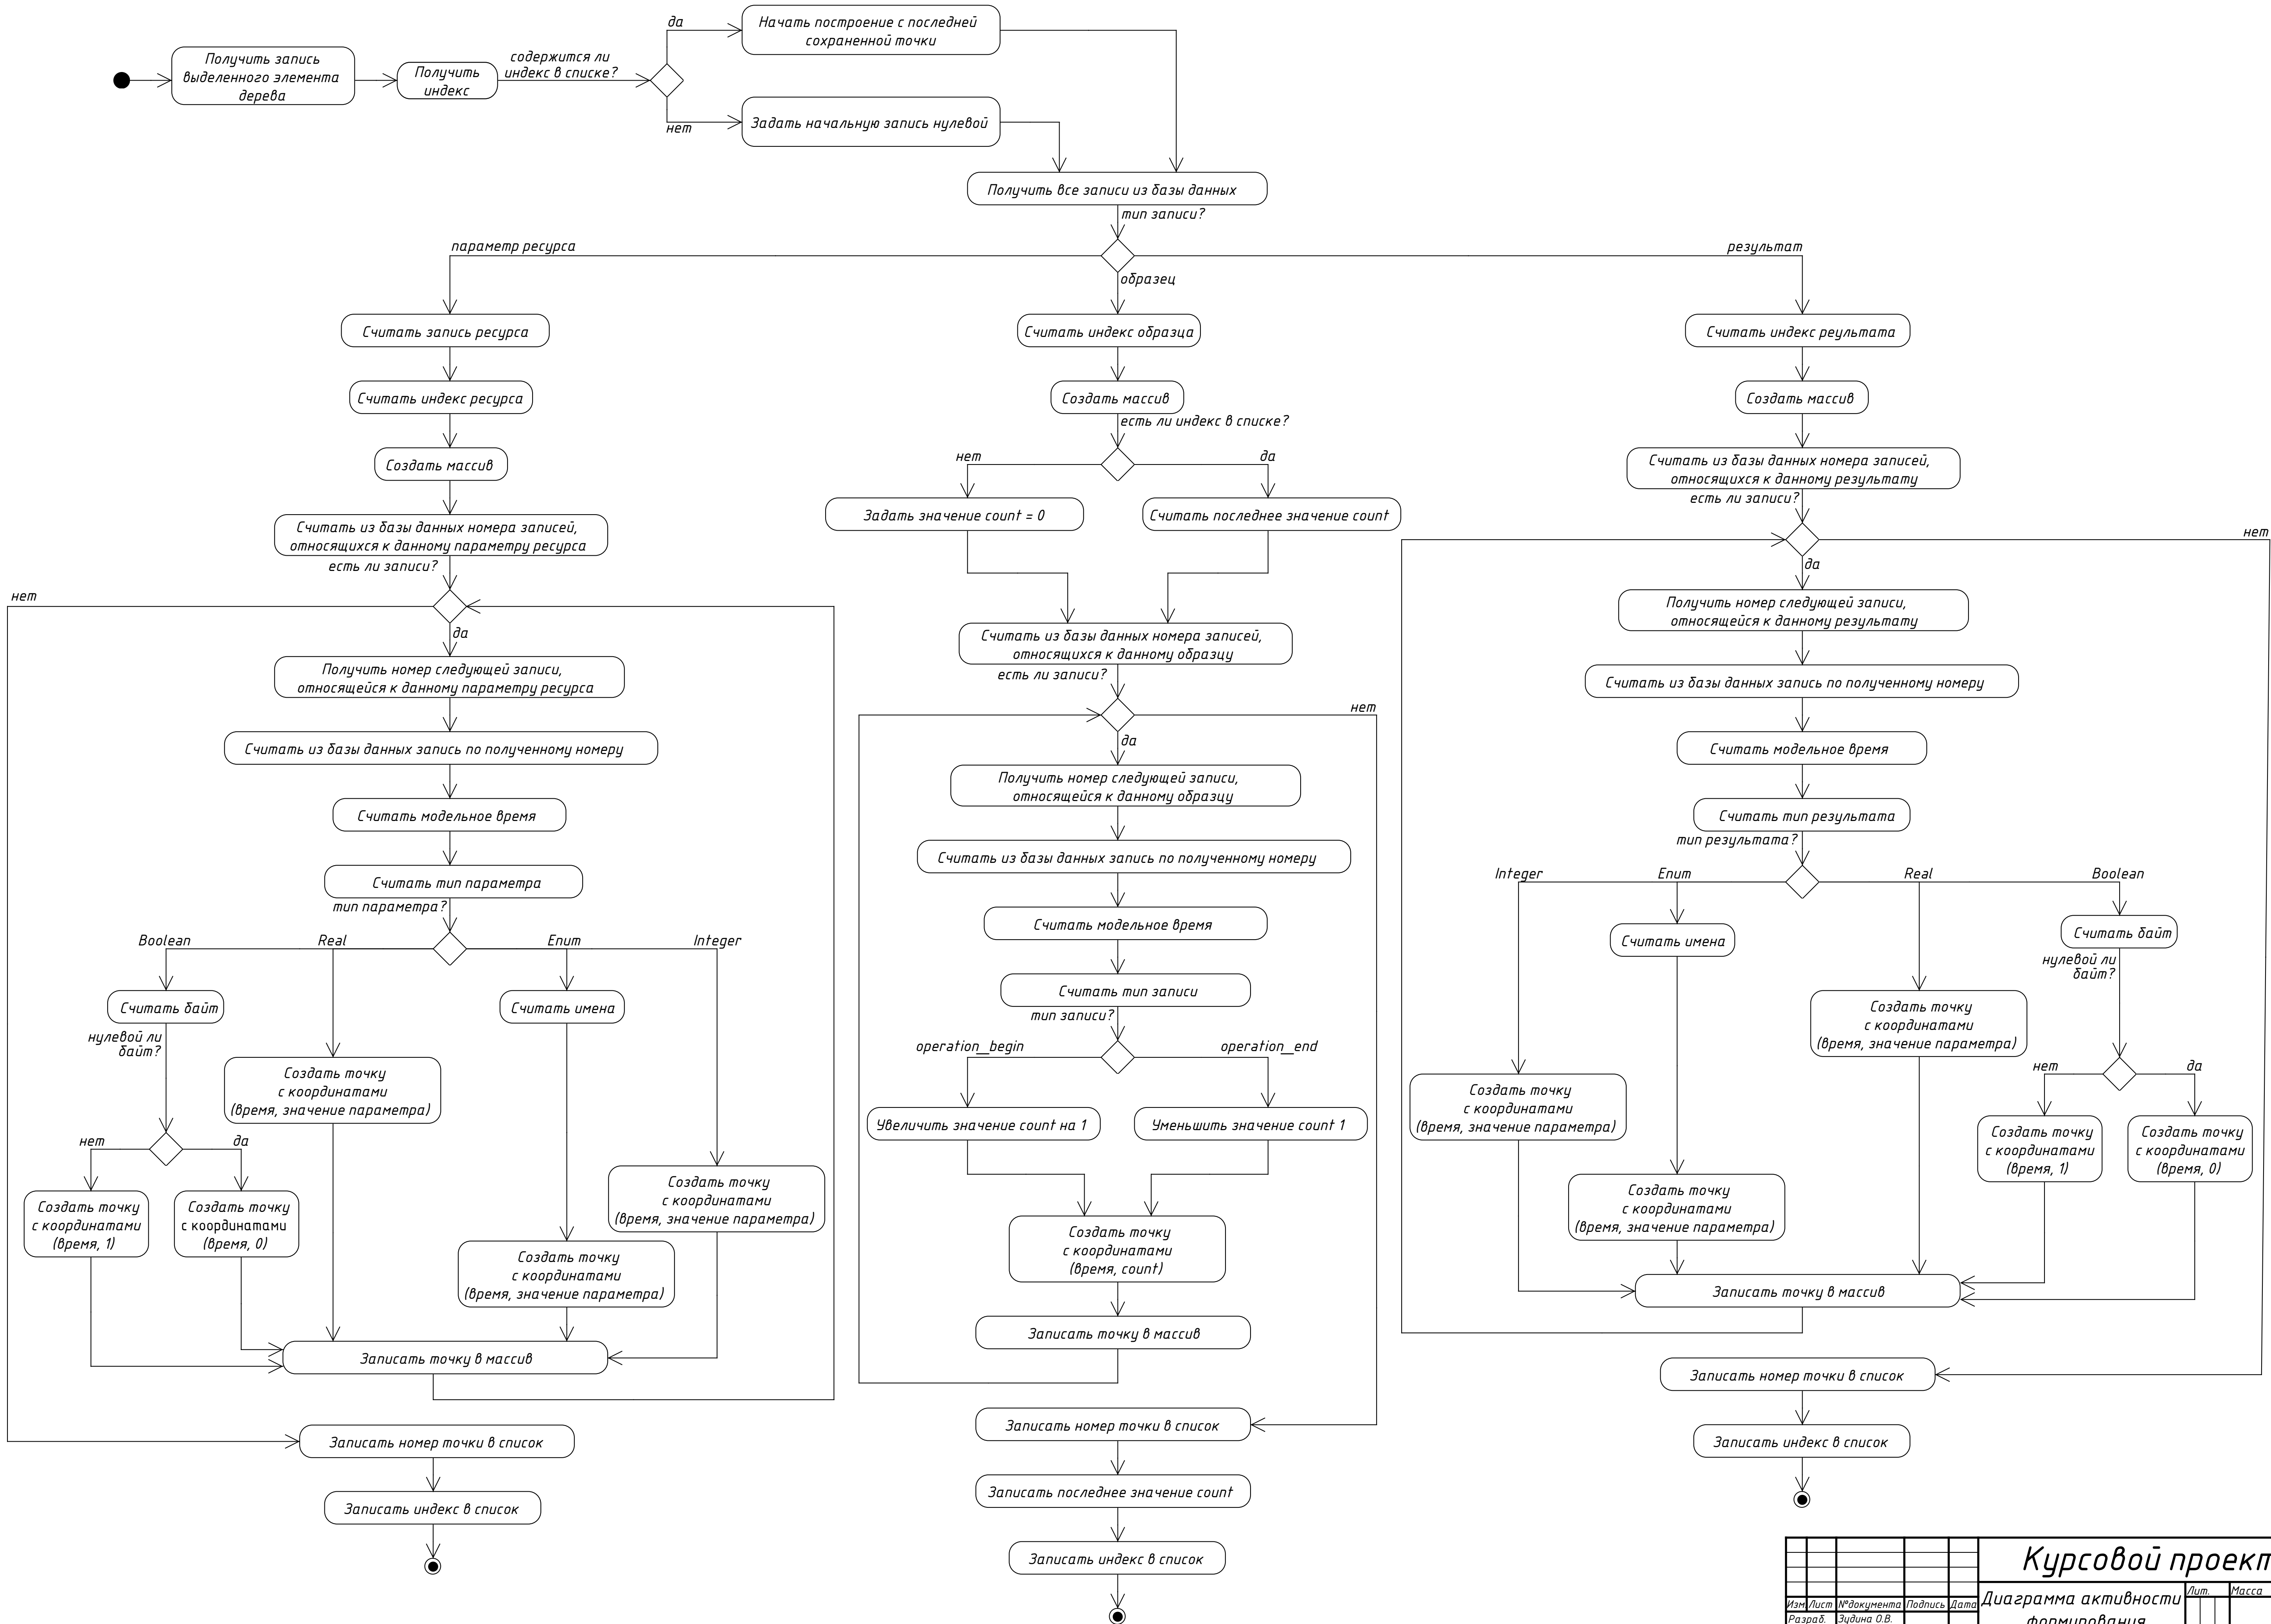 Получить запись
выделенного элемента
дерева
Получить
индекс
содержится ли
индекс в списке?
да
нет
Начать построение с последней
сохраненной точки
Задать начальную запись нулевой
Получить все записи из базы данных
тип записи?
параметр ресурса
образец
результат
Считать запись ресурса
Считать индекс ресурса
Создать массив
Считать из базы данных номера записей,
относящихся к данному параметру ресурса
есть ли записи?
нет
да
Получить номер следующей записи,
относящейся к данному параметру ресурса
Считать из базы данных запись по полученному номеру
Считать модельное время
Считать тип параметра
тип параметра?
Boolean
Real
Enum
Integer
Считать байт
нулевой ли
байт?
нет
да
Создать точку
с координатами
(время, 1)
Создать точку
с координатами
(время, 0)
Создать точку
с координатами
(время, значение параметра)
Считать имена
Создать точку
с координатами
(время, значение параметра)
Создать точку
с координатами
(время, значение параметра)
Записать точку в массив
Записать номер точки в список
Записать индекс в список
Считать индекс образца
Создать массив
есть ли индекс в списке?
нет
да
Задать значение count = 0
Считать последнее значение count
Считать из базы данных номера записей,
относящихся к данному образцу
есть ли записи?
нет
да
Получить номер следующей записи,
относящейся к данному образцу
Считать из базы данных запись по полученному номеру
Считать модельное время
Считать тип записи
тип записи?
operation_begin
operation_end
Увеличить значение count на 1
Уменьшить значение count 1
Создать точку
с координатами
(время, count)
Записать точку в массив
Записать номер точки в список
Записать последнее значение count
Записать индекс в список
Считать индекс реультата
Создать массив
Считать из базы данных номера записей,
относящихся к данному результату
есть ли записи?
нет
да
Получить номер следующей записи,
относящейся к данному результату
Считать из базы данных запись по полученному номеру
Считать модельное время
Считать тип результата
тип результата?
Integer
Enum
Real
Boolean
Считать имена
Считать байт
нулевой ли
байт?
нет
да
Создать точку
с координатами
(время, значение параметра)
Создать точку
с координатами
(время, значение параметра)
Создать точку
с координатами
(время, значение параметра)
Создать точку
с координатами
(время, 1)
Создать точку
с координатами
(время, 0)
Записать точку в массив
Записать номер точки в список
Записать индекс в список
Курсовой проект
Диаграмма активности
формирования
Лит.
Масса
Изм
Лист
№документа
Подпись
Дата
Разраб.
Зудина О.В.